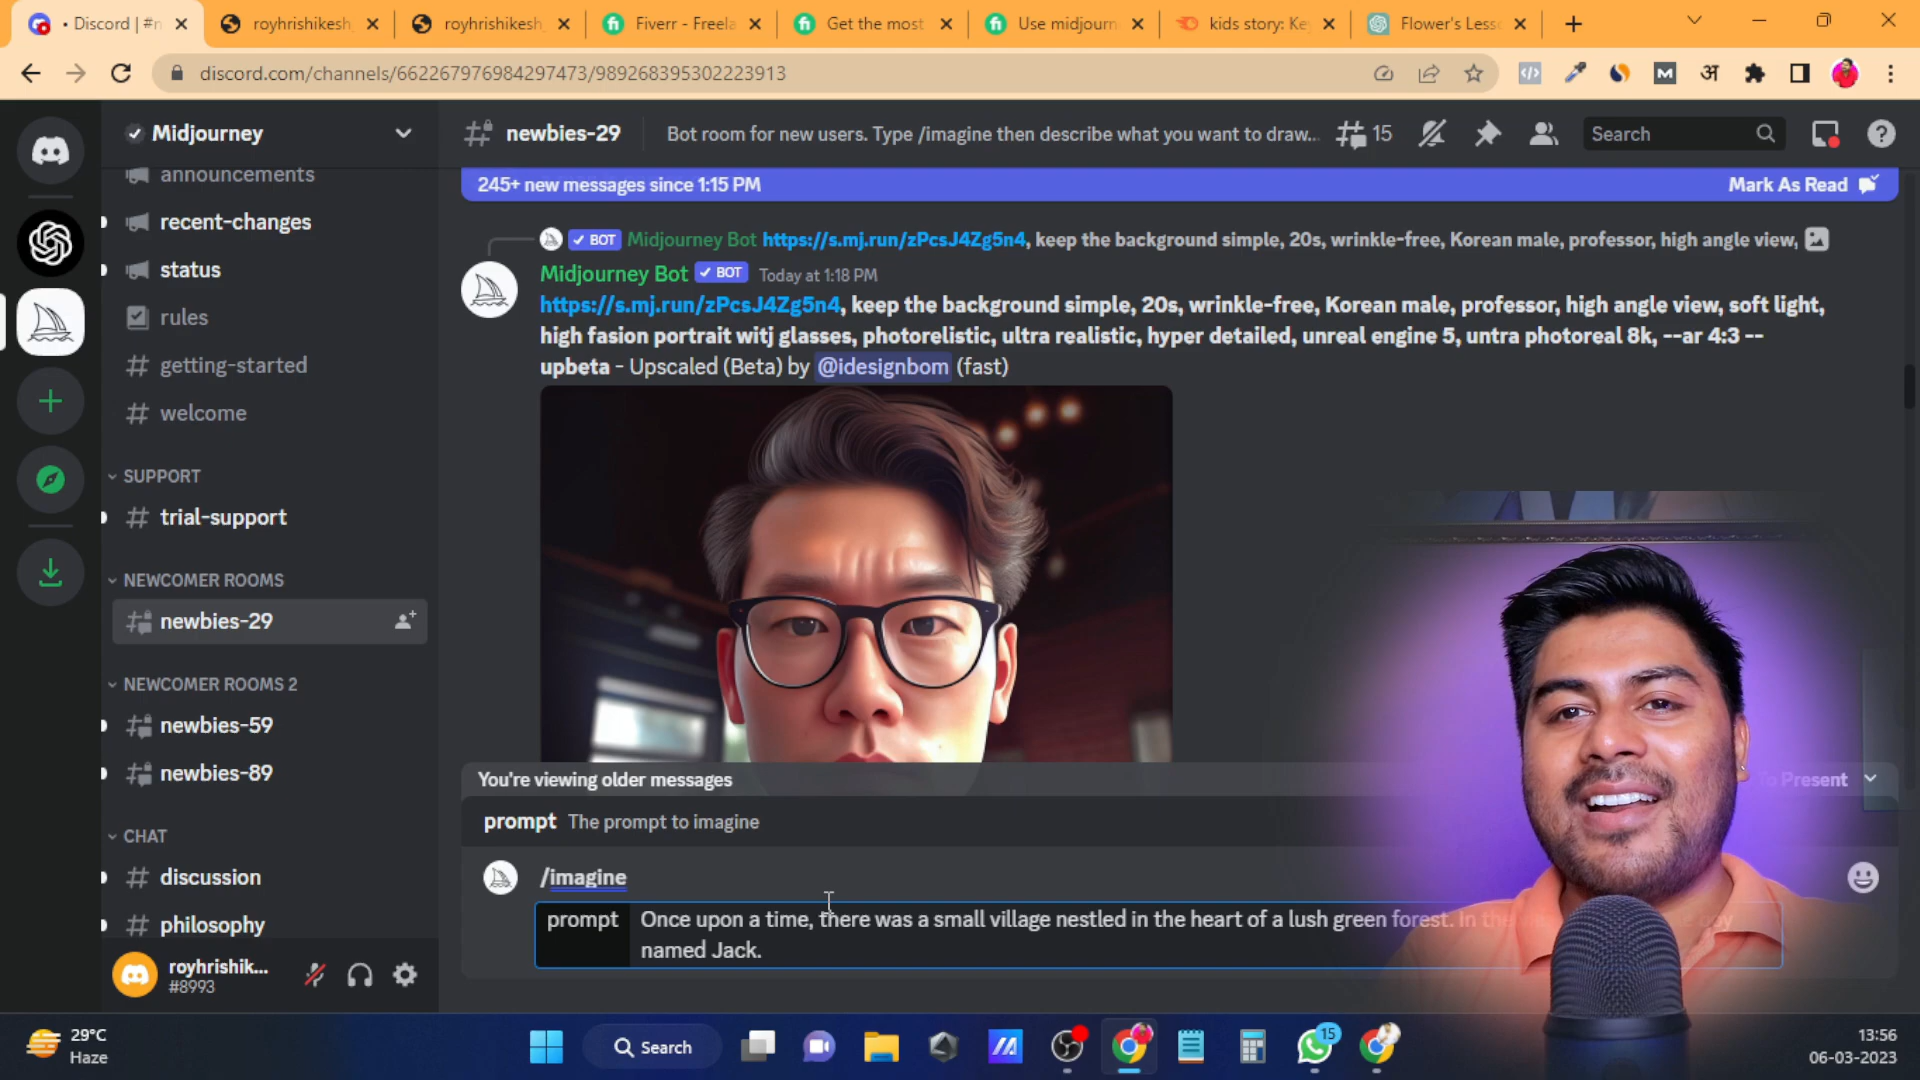 • Discord | #n
royhrishikesh
royhrishikesh
Fiverr - Freela
Get the most
Use midjourn
kids story: Ke
Flower's Less
discord.com/channels/662267976984297473/989268395302223913
Midjourney
newbies-29
Bot room for new users. Type /imagine then describe what you want to draw...
15
Search
announcements
recent-changes
status
rules
getting-started
welcome
SUPPORT
trial-support
NEWCOMER ROOMS
newbies-29
NEWCOMER ROOMS 2
newbies-59
newbies-89
CHAT
discussion
philosophy
royhrishik...
#8993
245+ new messages since 1:15 PM
Mark As Read
BOT Midjourney Bot https://s.mj.run/zPcsJ4Zg5n4, keep the background simple, 20s, wrinkle-free, Korean male, professor, high angle view,
Midjourney Bot BOT Today at 1:18 PM
https://s.mj.run/zPcsJ4Zg5n4, keep the background simple, 20s, wrinkle-free, Korean male, professor, high angle view, soft light,
high fasion portrait witj glasses, photorelistic, ultra realistic, hyper detailed, unreal engine 5, untra photoreal 8k, --ar 4:3 --
upbeta - Upscaled (Beta) by @idesignbom (fast)
You're viewing older messages
Present
prompt The prompt to imagine
/imagine
prompt Once upon a time, there was a small village nestled in the heart of a lush green forest. In
named Jack.
29°C
Haze
Search
15
13:56
06-03-2023